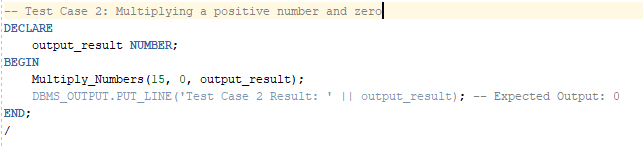 -- Test Case 2: Multiplying a positive number and zero
DECLARE
output_result NUMBER;
BEGIN
Multiply_Numbers(15, 0, output_result);
DBMS_OUTPUT.PUT_LINE('Test Case 2 Result: ' || output_result); -- Expected Output: 0
END;
/